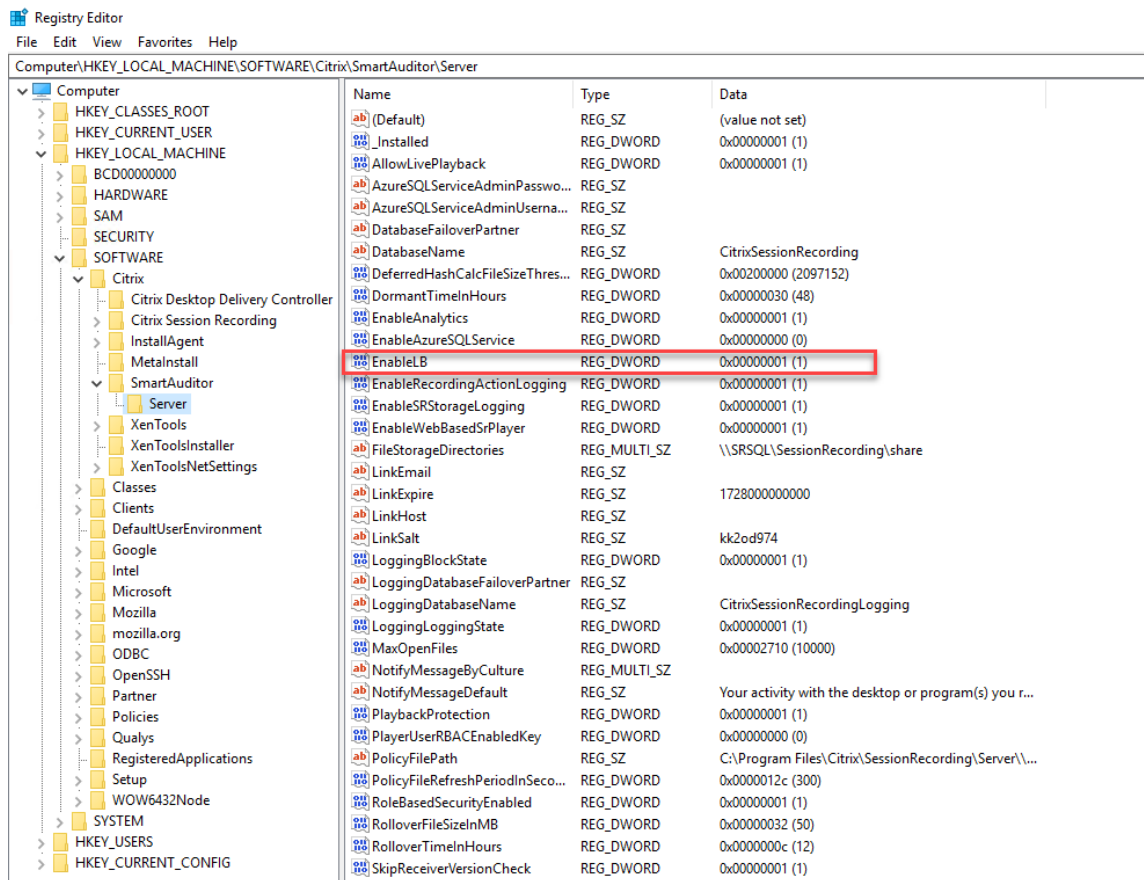 Registry Editor
File Edit View Favorites Help
Computer\HKEY_LOCAL_MACHINE\SOFTWARE\Citrix\SmartAuditor\Server
Computer
HKEY_CLASSES_ROOT
HKEY_CURRENT_USER
HKEY_LOCAL_MACHINE
BCD00000000
HARDWARE
SAM
SECURITY
SOFTWARE
Citrix
Citrix Desktop Delivery Controller
Citrix Session Recording
InstallAgent
MetaInstall
SmartAuditor
Server
XenTools
XenToolsInstaller
XenToolsNetSettings
Classes
Clients
DefaultUserEnvironment
Google
Intel
Microsoft
Mozilla
mozilla.org
ODBC
OpenSSH
Partner
Policies
Qualys
RegisteredApplications
Setup
WOW6432Node
SYSTEM
HKEY_USERS
HKEY_CURRENT_CONFIG
Name Type Data
(Default) REG_SZ (value not set)
_Installed REG_DWORD 0x00000001 (1)
AllowLivePlayback REG_DWORD 0x00000001 (1)
AzureSQLServiceAdminPasswo... REG_SZ
AzureSQLServiceAdminUserna... REG_SZ
DatabaseFailoverPartner REG_SZ
DatabaseName REG_SZ CitrixSessionRecording
DeferredHashCalcFileSizeThres... REG_DWORD 0x00200000 (2097152)
DormantTimeInHours REG_DWORD 0x00000030 (48)
EnableAnalytics REG_DWORD 0x00000001 (1)
EnableAzureSQLService REG_DWORD 0x00000000 (0)
EnableLB REG_DWORD 0x00000001 (1)
EnableRecordingActionLogging REG_DWORD 0x00000001 (1)
EnableSRStorageLogging REG_DWORD 0x00000001 (1)
EnableWebBasedSrPlayer REG_DWORD 0x00000001 (1)
FileStorageDirectories REG_MULTI_SZ \\SRSQL\SessionRecording\share
LinkEmail REG_SZ
LinkExpire REG_SZ 1728000000000
LinkHost REG_SZ
LinkSalt REG_SZ kk2od974
LoggingBlockState REG_DWORD 0x00000001 (1)
LoggingDatabaseFailoverPartner REG_SZ
LoggingDatabaseName REG_SZ CitrixSessionRecordingLogging
LoggingLoggingState REG_DWORD 0x00000001 (1)
MaxOpenFiles REG_DWORD 0x00002710 (10000)
NotifyMessageByCulture REG_MULTI_SZ
NotifyMessageDefault REG_SZ Your activity with the desktop or program(s) you r...
PlaybackProtection REG_DWORD 0x00000001 (1)
PlayerUserRBACEnabledKey REG_DWORD 0x00000000 (0)
PolicyFilePath REG_SZ C:\Program Files\Citrix\SessionRecording\Server\\...
PolicyFileRefreshPeriodInSeco... REG_DWORD 0x0000012c (300)
RoleBasedSecurityEnabled REG_DWORD 0x00000001 (1)
RolloverFileSizeInMB REG_DWORD 0x00000032 (50)
RolloverTimeInHours REG_DWORD 0x0000000c (12)
SkipReceiverVersionCheck REG_DWORD 0x00000001 (1)